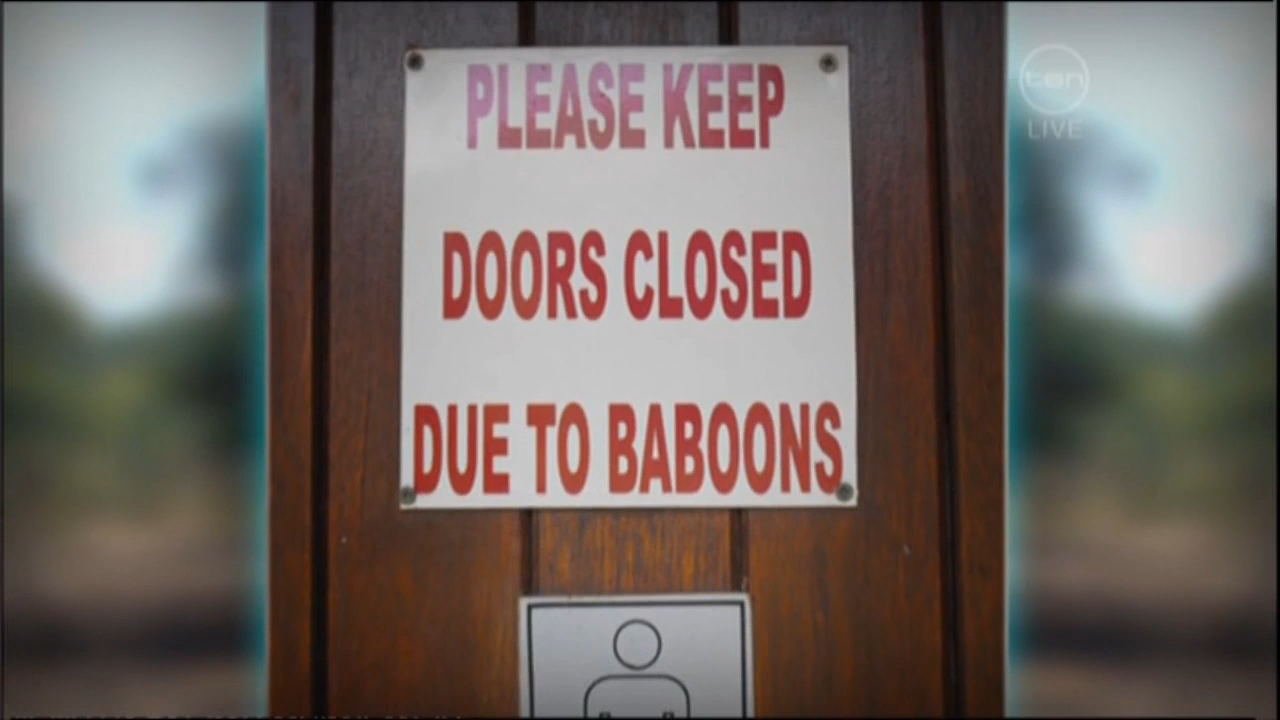 PLEASE KEEP
DOORS CLOSED
DUE TO BABOONS
ten
LIVE